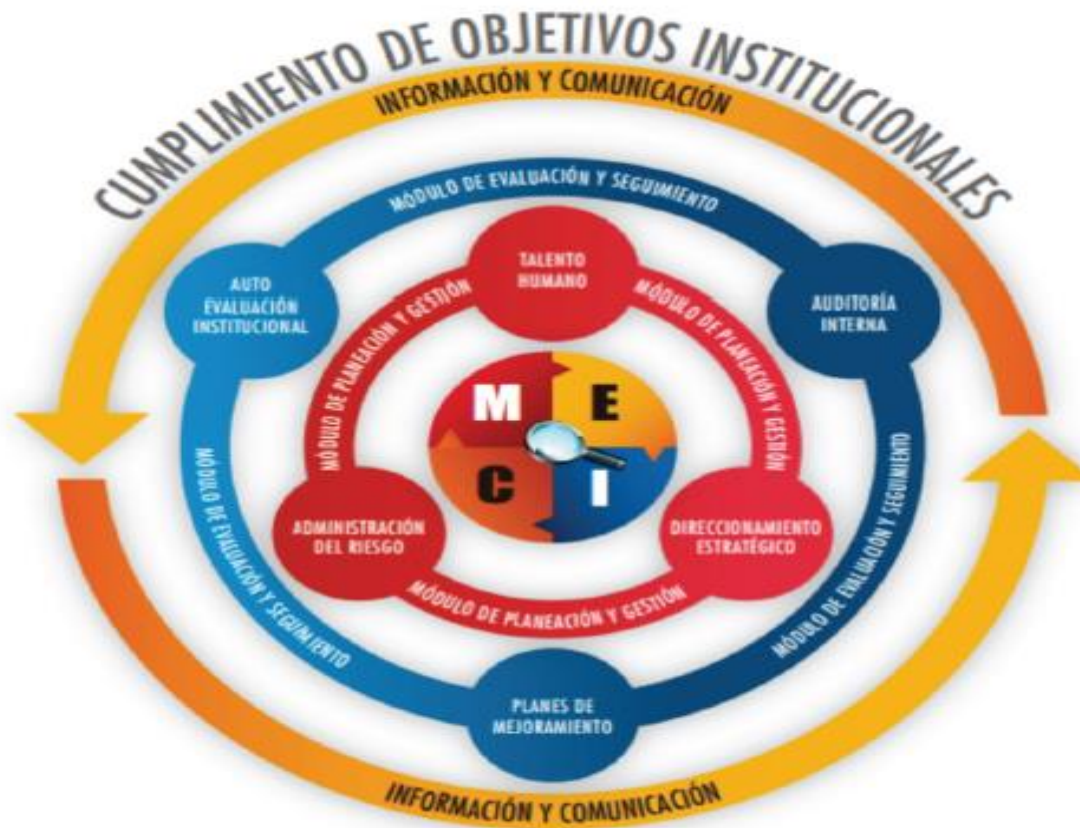 CUMPLIMIENTO DE OBJETIVOS INSTITUCIONALES
INFORMACIÓN Y COMUNICACIÓN
MÓDULO DE EVALUACIÓN Y SEGUIMIENTO
TALENTO
HUMANO
AUTO
EVALUACIÓN
INSTITUCIONAL
AUDITORÍA
INTERNA
MÓDULO DE PLANEACIÓN Y GESTIÓN
MÓDULO DE PLANEACIÓN Y GESTIÓN
M E
C I
MÓDULO DE EVALUACIÓN Y SEGUIMIENTO
MÓDULO DE EVALUACIÓN Y SEGUIMIENTO
ADMINISTRACIÓN
DEL RIESGO
DIRECCIONAMIENTO
ESTRATÉGICO
MÓDULO DE PLANEACIÓN Y GESTIÓN
PLANES DE
MEJORAMIENTO
INFORMACIÓN Y COMUNICACIÓN